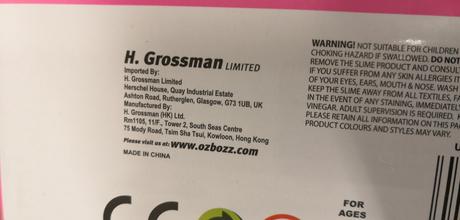 H. Grossman LIMITED
Imported By:
H. Grossman Limited
Herschel House, Quay Industrial Estate
Ashton Road, Rutherglen, Glasgow, G73 1UB, UK
Manufactured By:
H. Grossman (HK) Ltd.
Rm1105, 11/F., Tower 2, South Seas Centre
75 Mody Road, Tsim Sha Tsui, Kowloon, Hong Kong
Please visit us at: www.ozbozz.com
MADE IN CHINA
WARNING! NOT SUITABLE FOR CHILDREN
CHOKING HAZARD IF SWALLOWED. DO NOT
REMOVE THE SLIME PRODUCT AND CONSUL
IF YOU SUFFER FROM ANY SKIN ALLERGIES IT
OF YOUR EYES, EARS, MOUTH & NOSE. WASH
KEEP THE SLIME AWAY FROM ALL TEXTILES, FA
IN THE EVENT OF ANY STAINING, IMMEDIATELY
VINEGAR. ADULT SUPERVISION IS REQUIRED.
PLEASE RETAIN ALL INFORMATION ON THIS PA
PRODUCT COLOURS AND STYLES MAY VARY.
CE
FOR
AGES